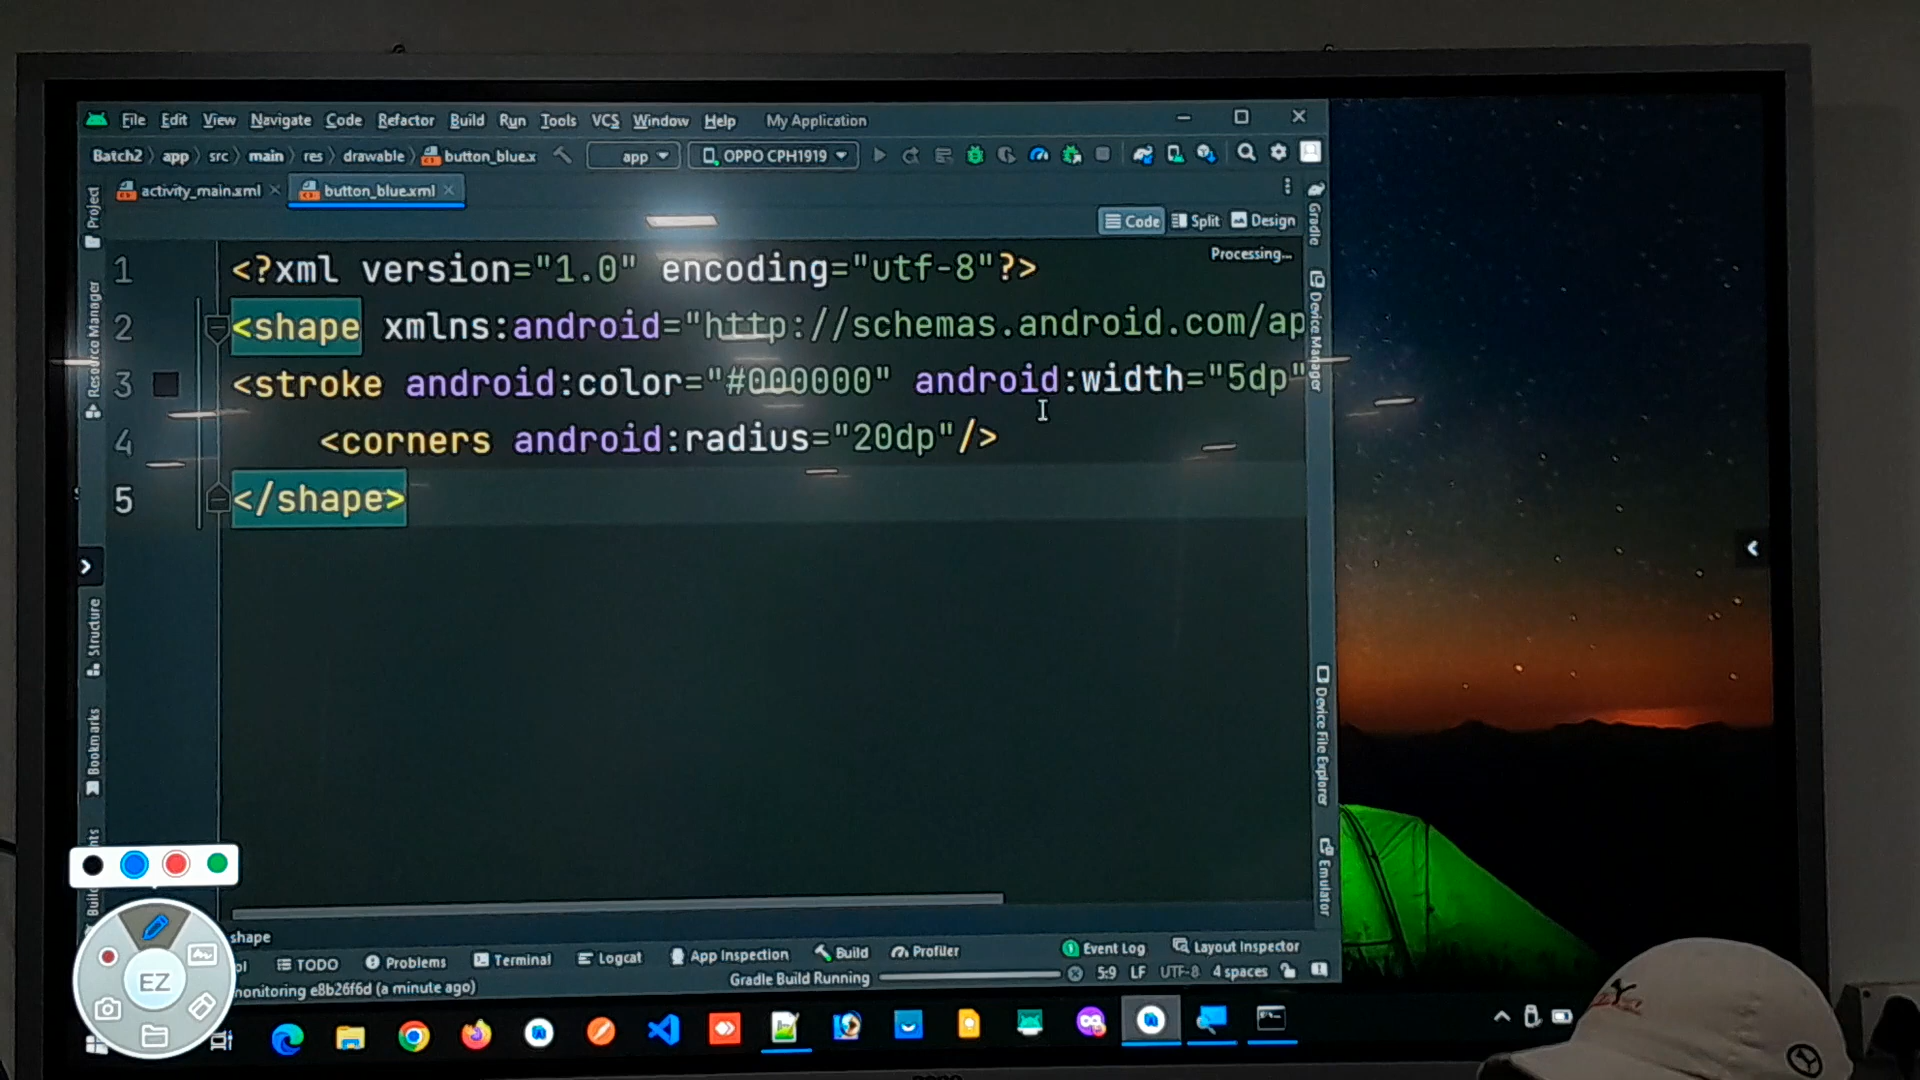 File Edit View Navigate Code Refactor Build Run Tools VCS Window Help My Application
Batch2 app src main res drawable button_blue.x app OPPO CPH1919
activity_main.xml button_blue.xml
Code Split Design
Processing...
1 <?xml version="1.0" encoding="utf-8"?>
2 <shape xmlns:android="http://schemas.android.com/ap
3 <stroke android:color="#000000" android:width="5dp"
4 <corners android:radius="20dp"/>
5 </shape>
Project
Resource Manager
Structure
Bookmarks
Gradle
Device Manager
Device File Explorer
Emulator
shape
TODO Problems Terminal Logcat App Inspection Build Profiler Event Log Layout Inspector
onitoring e8b26f6d (a minute ago) Gradle Build Running 5:9 LF UTF-8 4 spaces
EZ